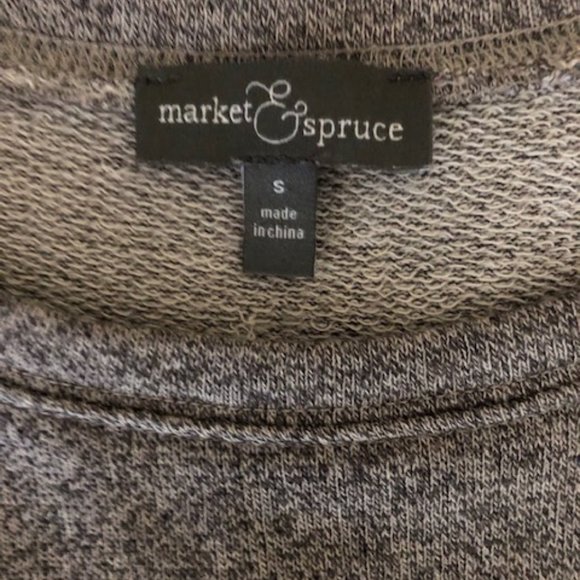 market & spruce
s
made
in china